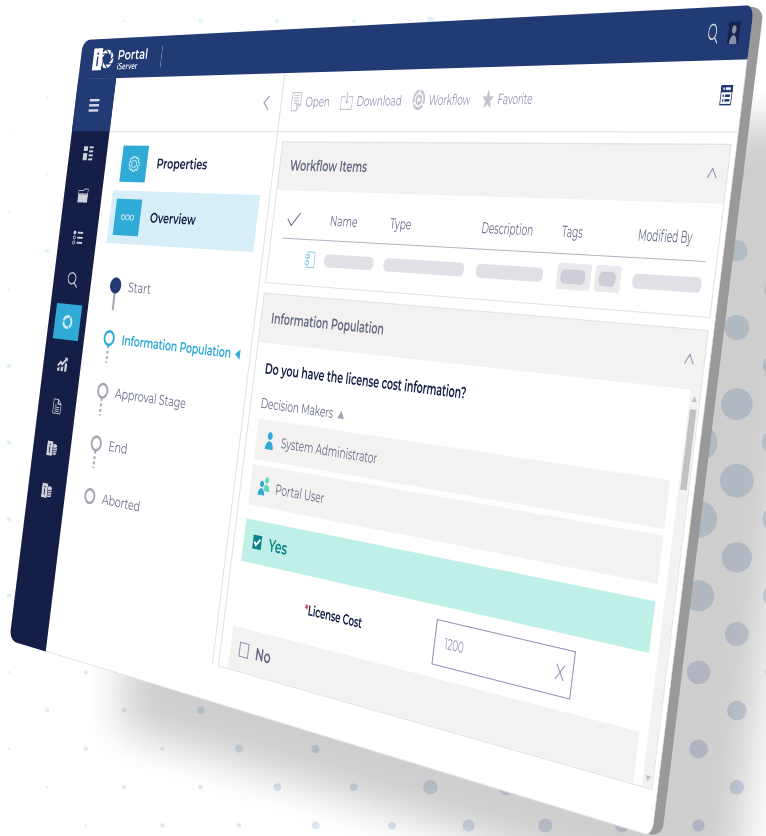 iO Portal
iServer
Open Download Workflow Favorite
Properties
Overview
Start
Information Population
Approval Stage
End
Aborted
Workflow Items
Name Type Description Tags Modified By
Information Population
Do you have the license cost information?
Decision Makers
System Administrator
Portal User
Yes
*License Cost
1200
No